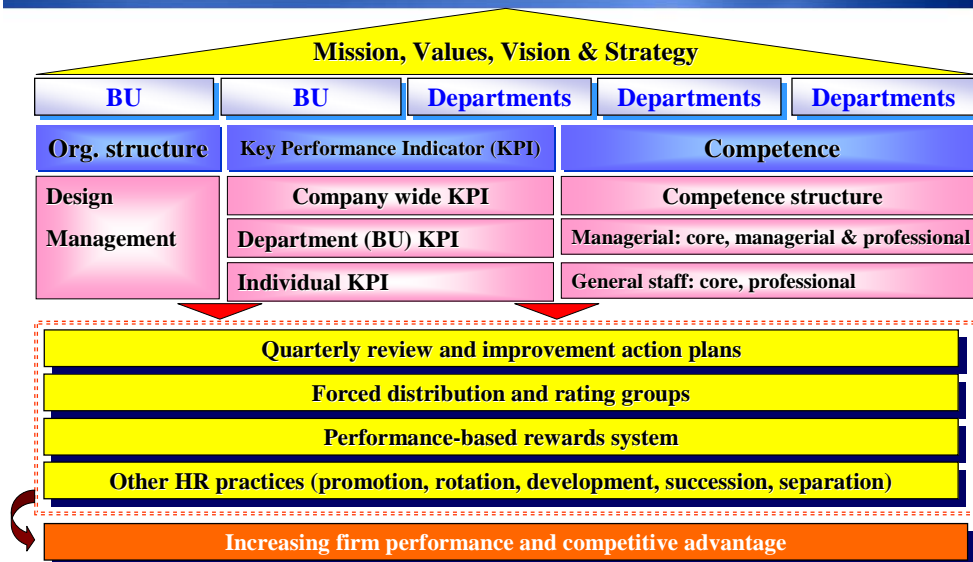 Mission, Values, Vision & Strategy
BU
BU
Departments
Departments
Departments
Org. structure
Key Performance Indicator (KPI)
Competence
Design
Management
Company wide KPI
Department (BU) KPI
Individual KPI
Competence structure
Managerial: core, managerial & professional
General staff: core, professional
Quarterly review and improvement action plans
Forced distribution and rating groups
Performance-based rewards system
Other HR practices (promotion, rotation, development, succession, separation)
Increasing firm performance and competitive advantage